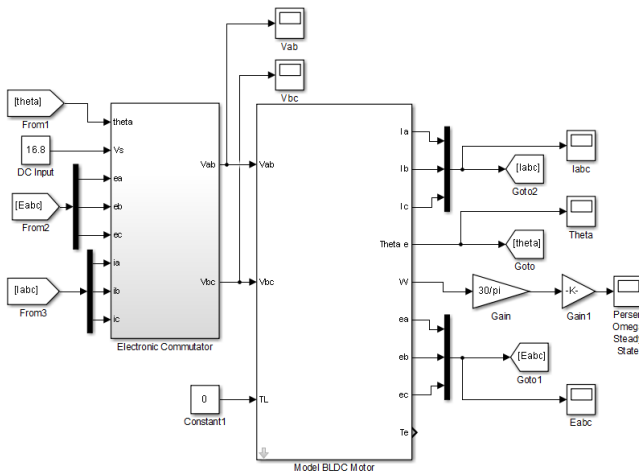 Vab
Vbc
[theta]
From1
16.8
DC Input
[Eabc]
From2
[Iabc]
From3
theta
Vs
ea
eb
ec
ia
ib
ic
Vab
Vbc
Electronic Commutator
0
Constant1
Vab
Vbc
TL
Ia
Ib
Ic
Theta e
W
ea
eb
ec
Te
Model BLDC Motor
[Iabc]
Goto2
Iabc
[theta]
Goto
Theta
30/pi
Gain
-K-
Gain1
Persen
Omega
Steady
State
[Eabc]
Goto1
Eabc